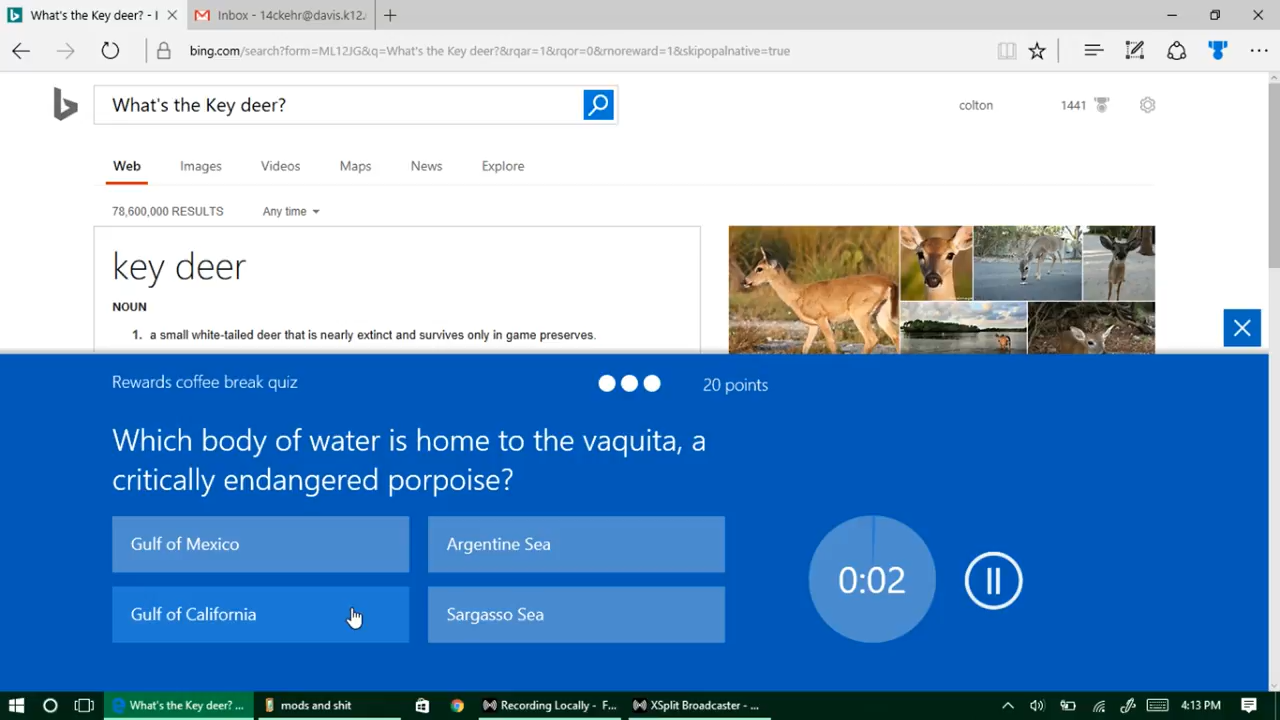 What's the Key deer? - I
Inbox - 14ckehr@davis.k12.
bing.com/search?form=ML12JG&q=What's the Key deer?&rqar=1&rqor=0&rnoreward=1&skipopalnative=true
What's the Key deer?
colton
1441
Web Images Videos Maps News Explore
78,600,000 RESULTS Any time
key deer
NOUN
1. a small white-tailed deer that is nearly extinct and survives only in game preserves.
Rewards coffee break quiz
20 points
Which body of water is home to the vaquita, a
critically endangered porpoise?
Gulf of Mexico
Argentine Sea
Gulf of California
Sargasso Sea
0:02
What's the Key deer? ...
mods and shit
Recording Locally - F...
XSplit Broadcaster - ...
4:13 PM